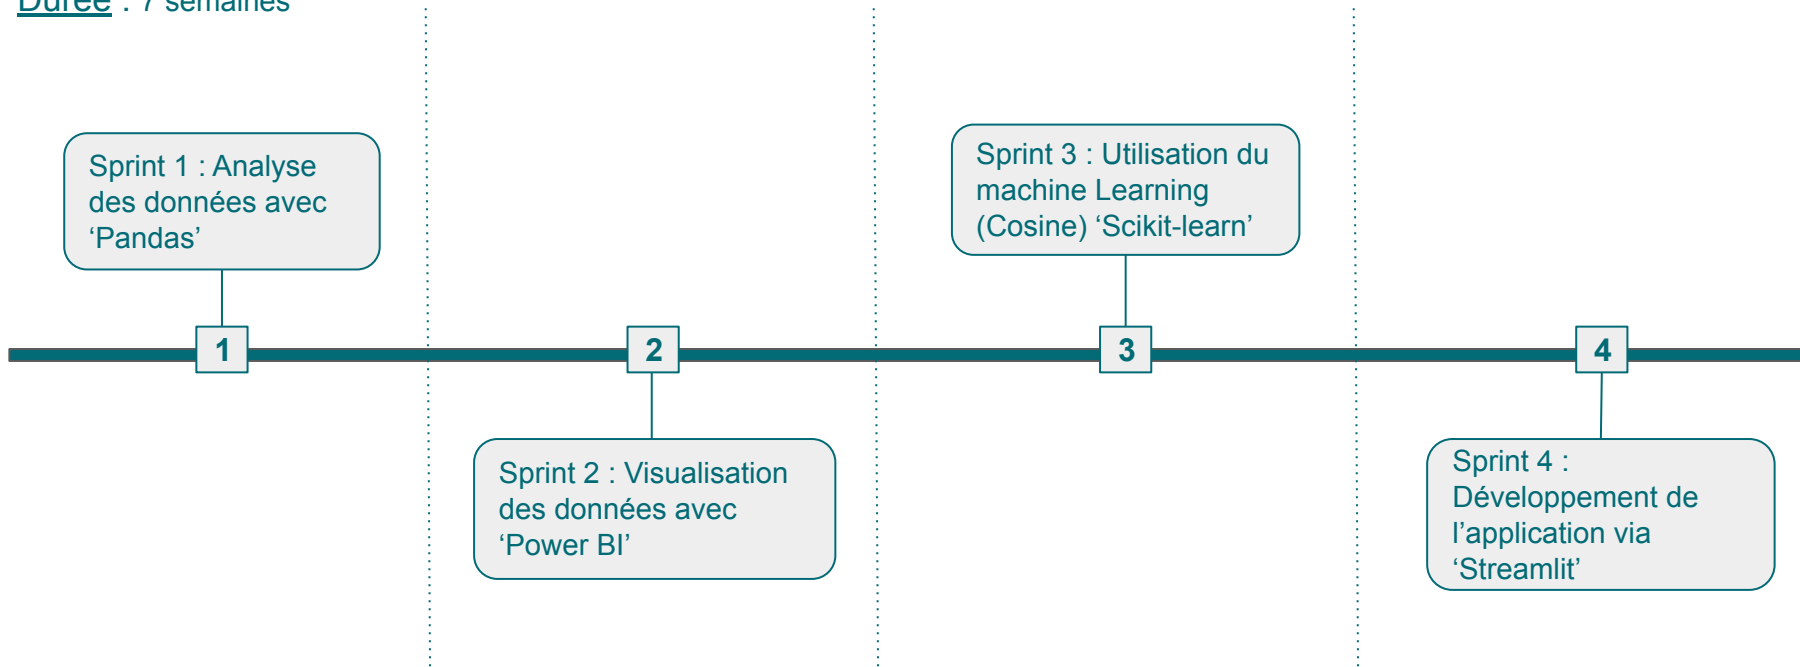 Durée : 7 semaines
Sprint 1 : Analyse
des données avec
‘Pandas’
Sprint 3 : Utilisation du
machine Learning
(Cosine) ‘Scikit-learn’
1
2
3
4
Sprint 2 : Visualisation
des données avec
‘Power BI’
Sprint 4 :
Développement de
l’application via
‘Streamlit’